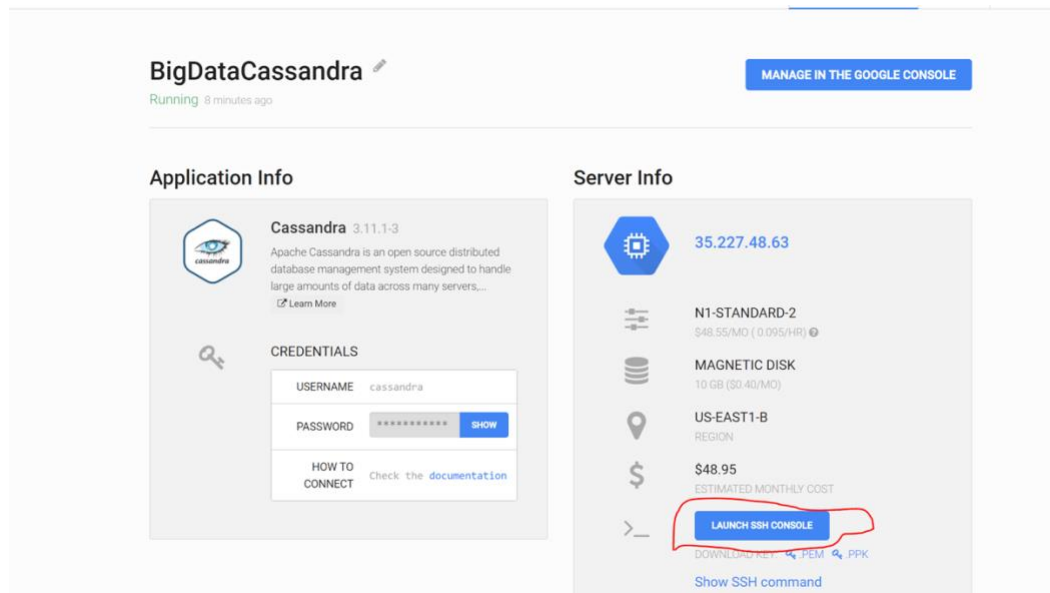 BigDataCassandra
MANAGE IN THE GOOGLE CONSOLE
Running 8 minutes ago
Application Info
cassandra
Cassandra 3.11.1-3
Apache Cassandra is an open source distributed
database management system designed to handle
large amounts of data across many servers,...
Learn More
CREDENTIALS
USERNAME cassandra
PASSWORD *********** SHOW
HOW TO
CONNECT Check the documentation
Server Info
35.227.48.63
N1-STANDARD-2
$48.55/MO ( 0.095/HR)
MAGNETIC DISK
10 GB ($0.40/MO)
US-EAST1-B
REGION
$48.95
ESTIMATED MONTHLY COST
>_ LAUNCH SSH CONSOLE
DOWNLOAD KEY: .PEM .PPK
Show SSH command